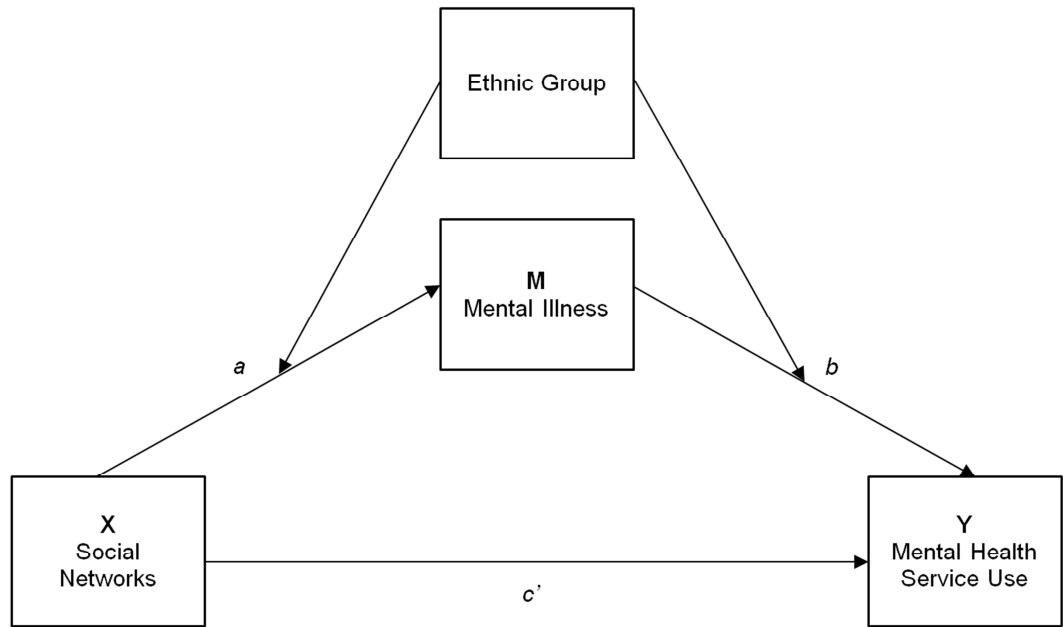 Ethnic Group
M
Mental Illness
a
b
X
Social
Networks
Y
Mental Health
Service Use
c’